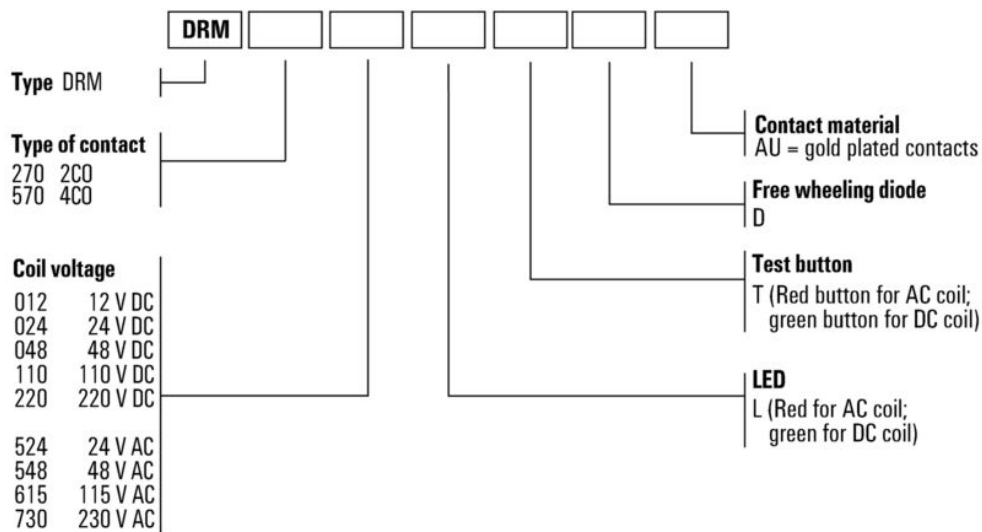 DRM
Type DRM
Type of contact
270 2CO
570 4CO
Coil voltage
012 12 V DC
024 24 V DC
048 48 V DC
110 110 V DC
220 220 V DC
524 24 V AC
548 48 V AC
615 115 V AC
730 230 V AC
Contact material
AU = gold plated contacts
Free wheeling diode
D
Test button
T (Red button for AC coil;
green button for DC coil)
LED
L (Red for AC coil;
green for DC coil)